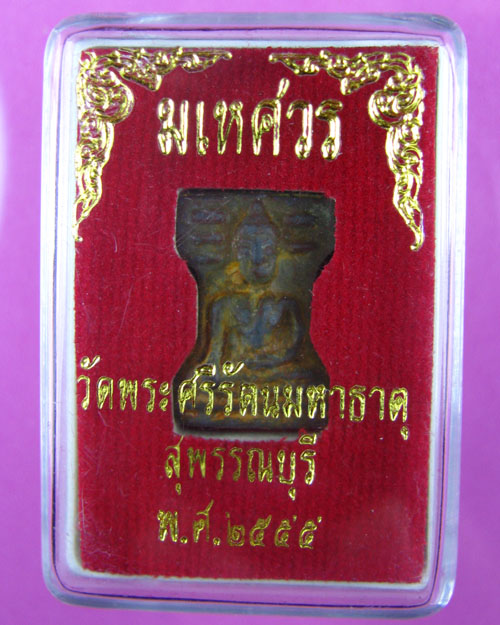 มเหศวร
วัดพระศรีรัตนมหาธาตุ
สุพรรณบุรี
พ.ศ.๒๕๕๕